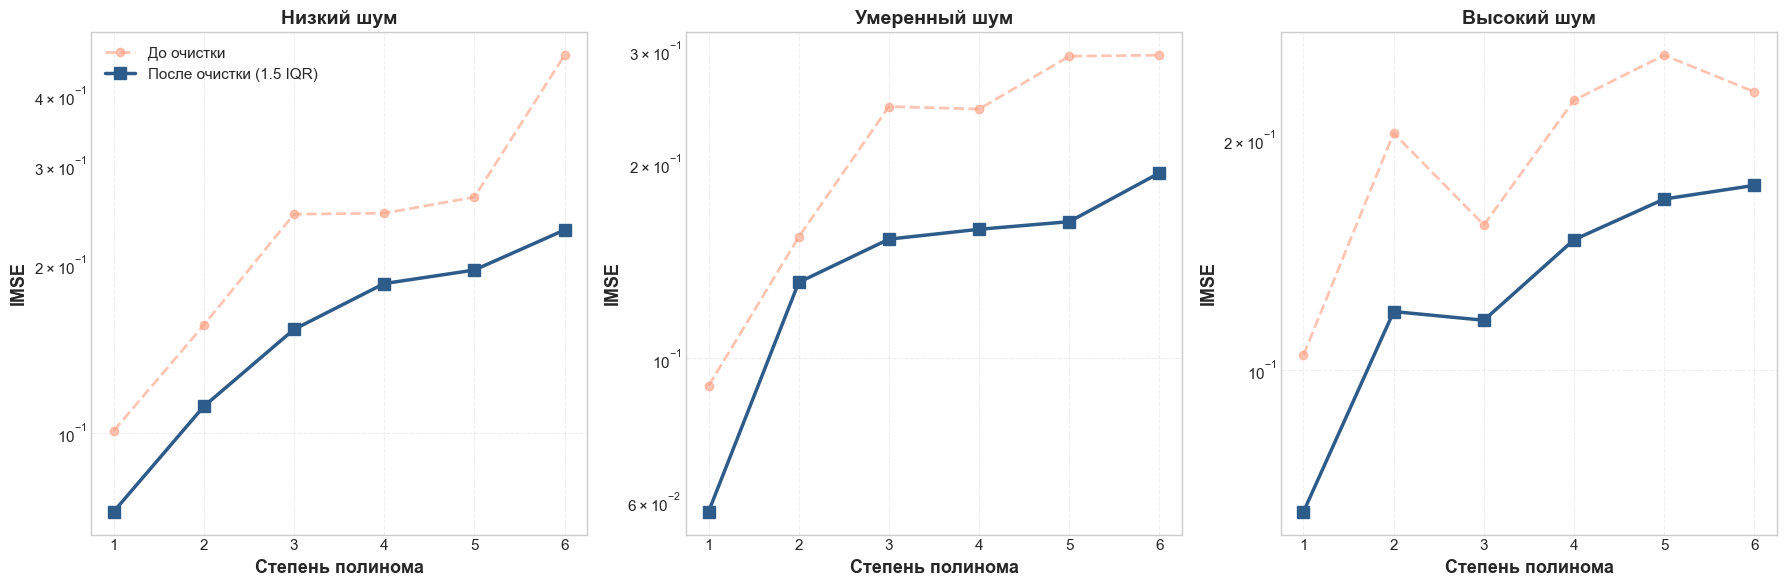 Низкий шум
До очистки
После очистки (1.5 IQR)
4 × 10⁻¹
3 × 10⁻¹
2 × 10⁻¹
10⁻¹
IMSE
1 2 3 4 5 6
Степень полинома
Умеренный шум
3 × 10⁻¹
2 × 10⁻¹
10⁻¹
6 × 10⁻²
IMSE
1 2 3 4 5 6
Степень полинома
Высокий шум
2 × 10⁻¹
10⁻¹
IMSE
1 2 3 4 5 6
Степень полинома